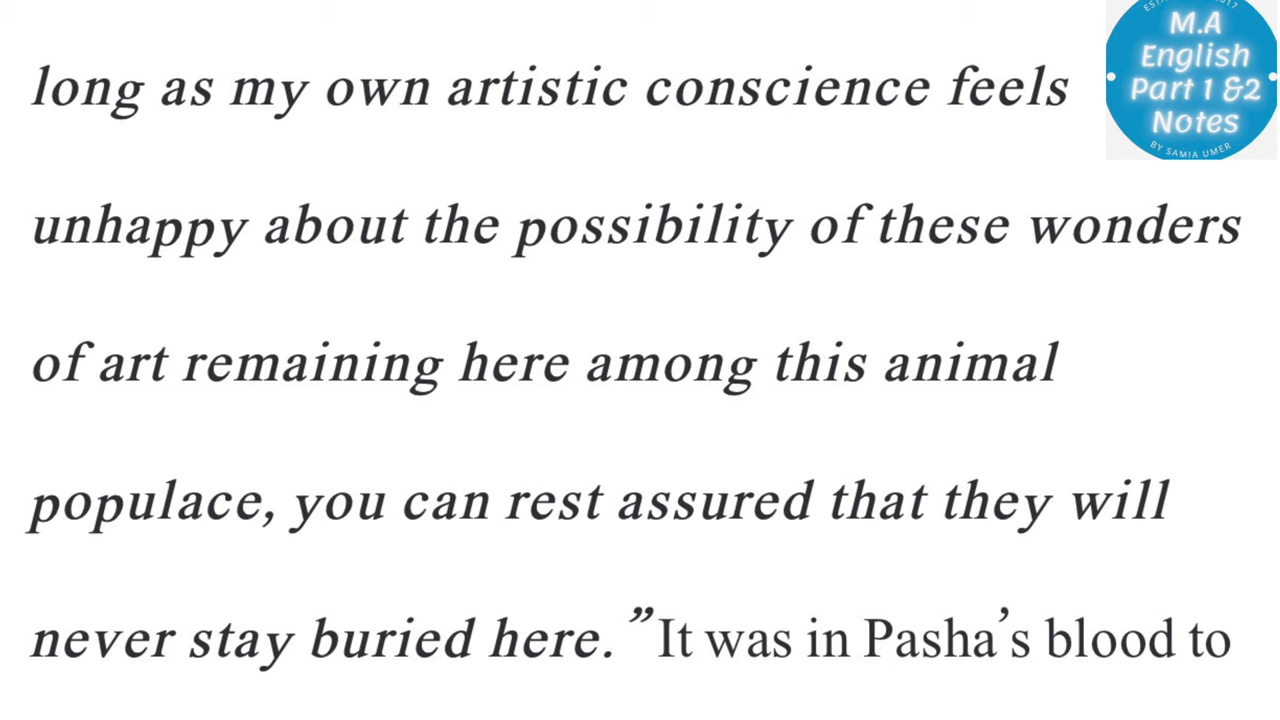 M.A
English
Part 1 &2
Notes
BY SAMIA UMER
long as my own artistic conscience feels
unhappy about the possibility of these wonders
of art remaining here among this animal
populace, you can rest assured that they will
never stay buried here. ”It was in Pasha’s blood to